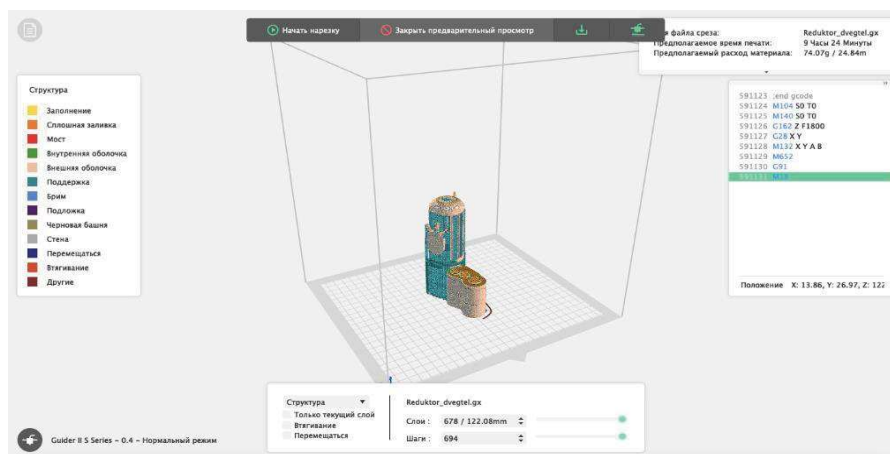 Начать нарезку
Закрыть предварительный просмотр
файла среза: Reduktor_dvegtel.gx
Предполагаемое время печати: 9 Часы 24 Минуты
Предполагаемый расход материала: 74.07g / 24.84m
Структура
Заполнение
Сплошная заливка
Мост
Внутренняя оболочка
Внешняя оболочка
Поддержка
Брим
Подложка
Черновая башня
Стена
Перемещаться
Втягивание
Другие
591123 ;end gcode
591124 M104 S0 T0
591125 M140 S0 T0
591126 G162 Z F1800
591127 G28 X Y
591128 M132 X Y A B
591129 M652
591130 G91
591131
Положение X: 13.86, Y: 26.97, Z: 122
Структура
Только текущий слой
Втягивание
Перемещаться
Reduktor_dvegtel.gx
Слои : 678 / 122.08mm
Шаги : 694
Guider II S Series - 0.4 - Нормальный режим